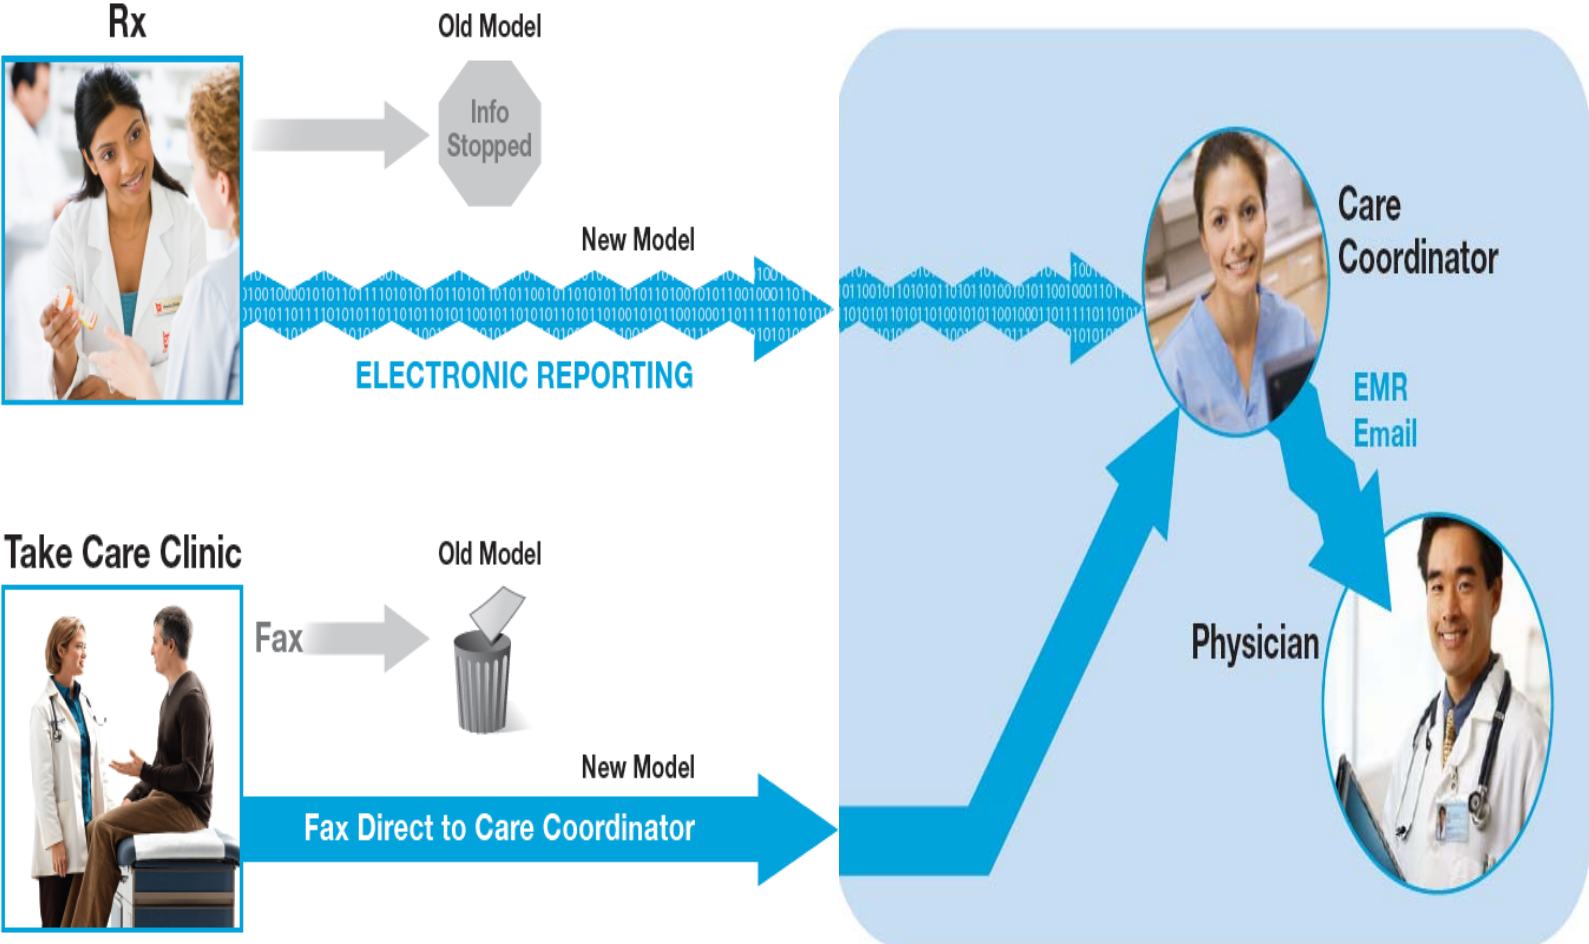 Rx
Old Model
Info
Stopped
New Model
ELECTRONIC REPORTING
Care
Coordinator
EMR
Email
Take Care Clinic
Old Model
Fax
Physician
New Model
Fax Direct to Care Coordinator